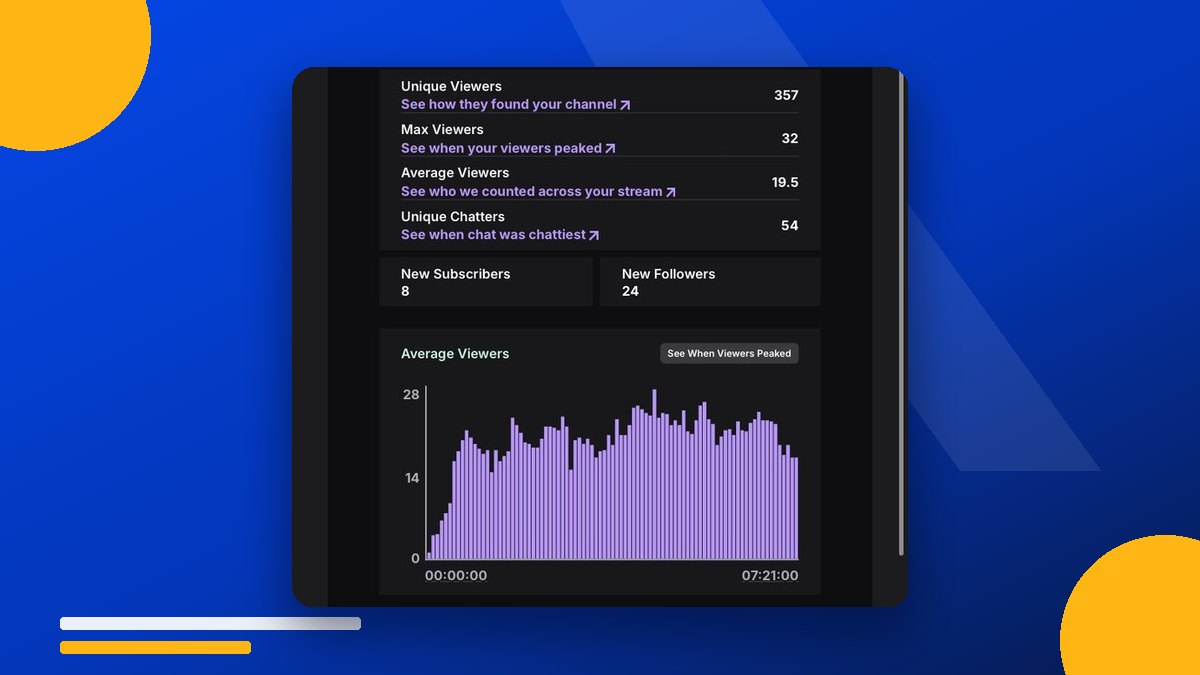 Unique Viewers
See how they found your channel
357
Max Viewers
See when your viewers peaked
32
Average Viewers
See who we counted across your stream
19.5
Unique Chatters
See when chat was chattiest
54
New Subscribers
8
New Followers
24
Average Viewers
See When Viewers Peaked
28
14
0
00:00:00
07:21:00